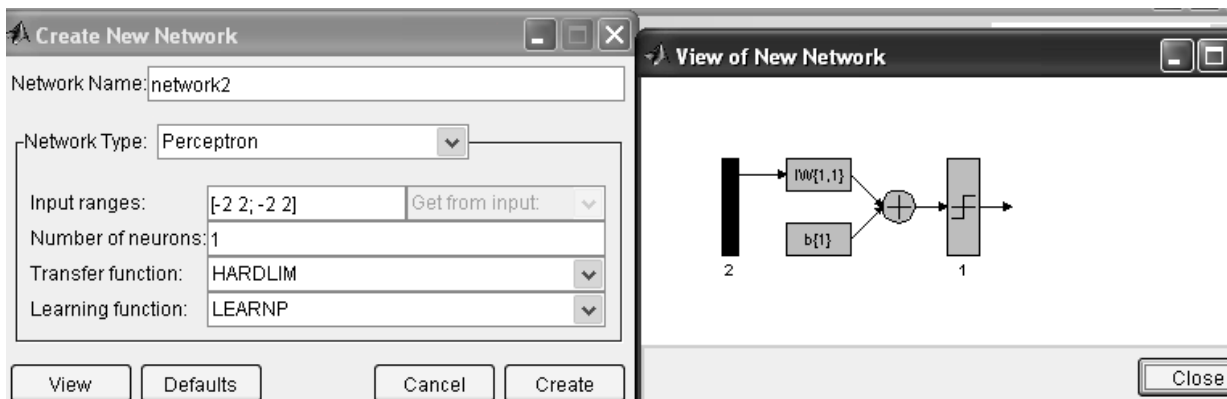 Create New Network
Network Name: network2
Network Type: Perceptron
Input ranges: [-2 2; -2 2] Get from input:
Number of neurons: 1
Transfer function: HARDLIM
Learning function: LEARNP
View Defaults Cancel Create
View of New Network
IW{1,1}
b{1}
2 1
Close